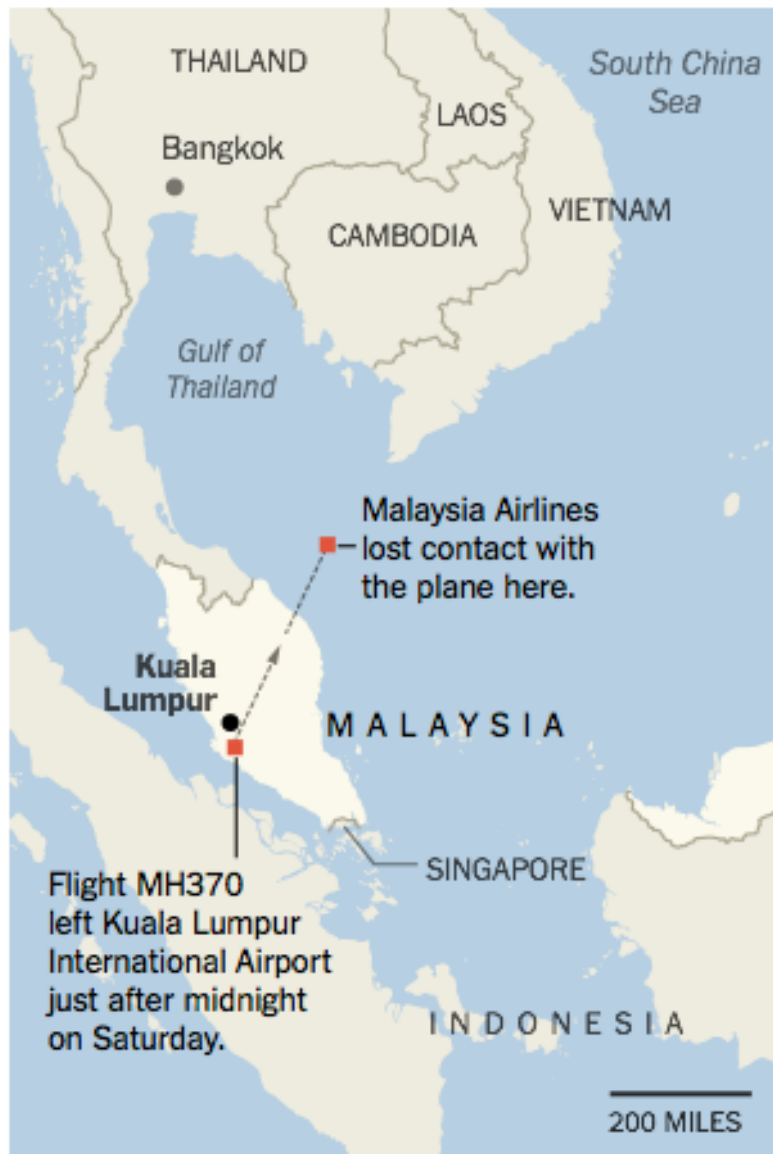 THAILAND
South China
Sea
LAOS
Bangkok
VIETNAM
CAMBODIA
Gulf of
Thailand
Malaysia Airlines
lost contact with
the plane here.
Kuala
Lumpur
MALAYSIA
SINGAPORE
Flight MH370
left Kuala Lumpur
International Airport
just after midnight
on Saturday.
INDONESIA
200 MILES